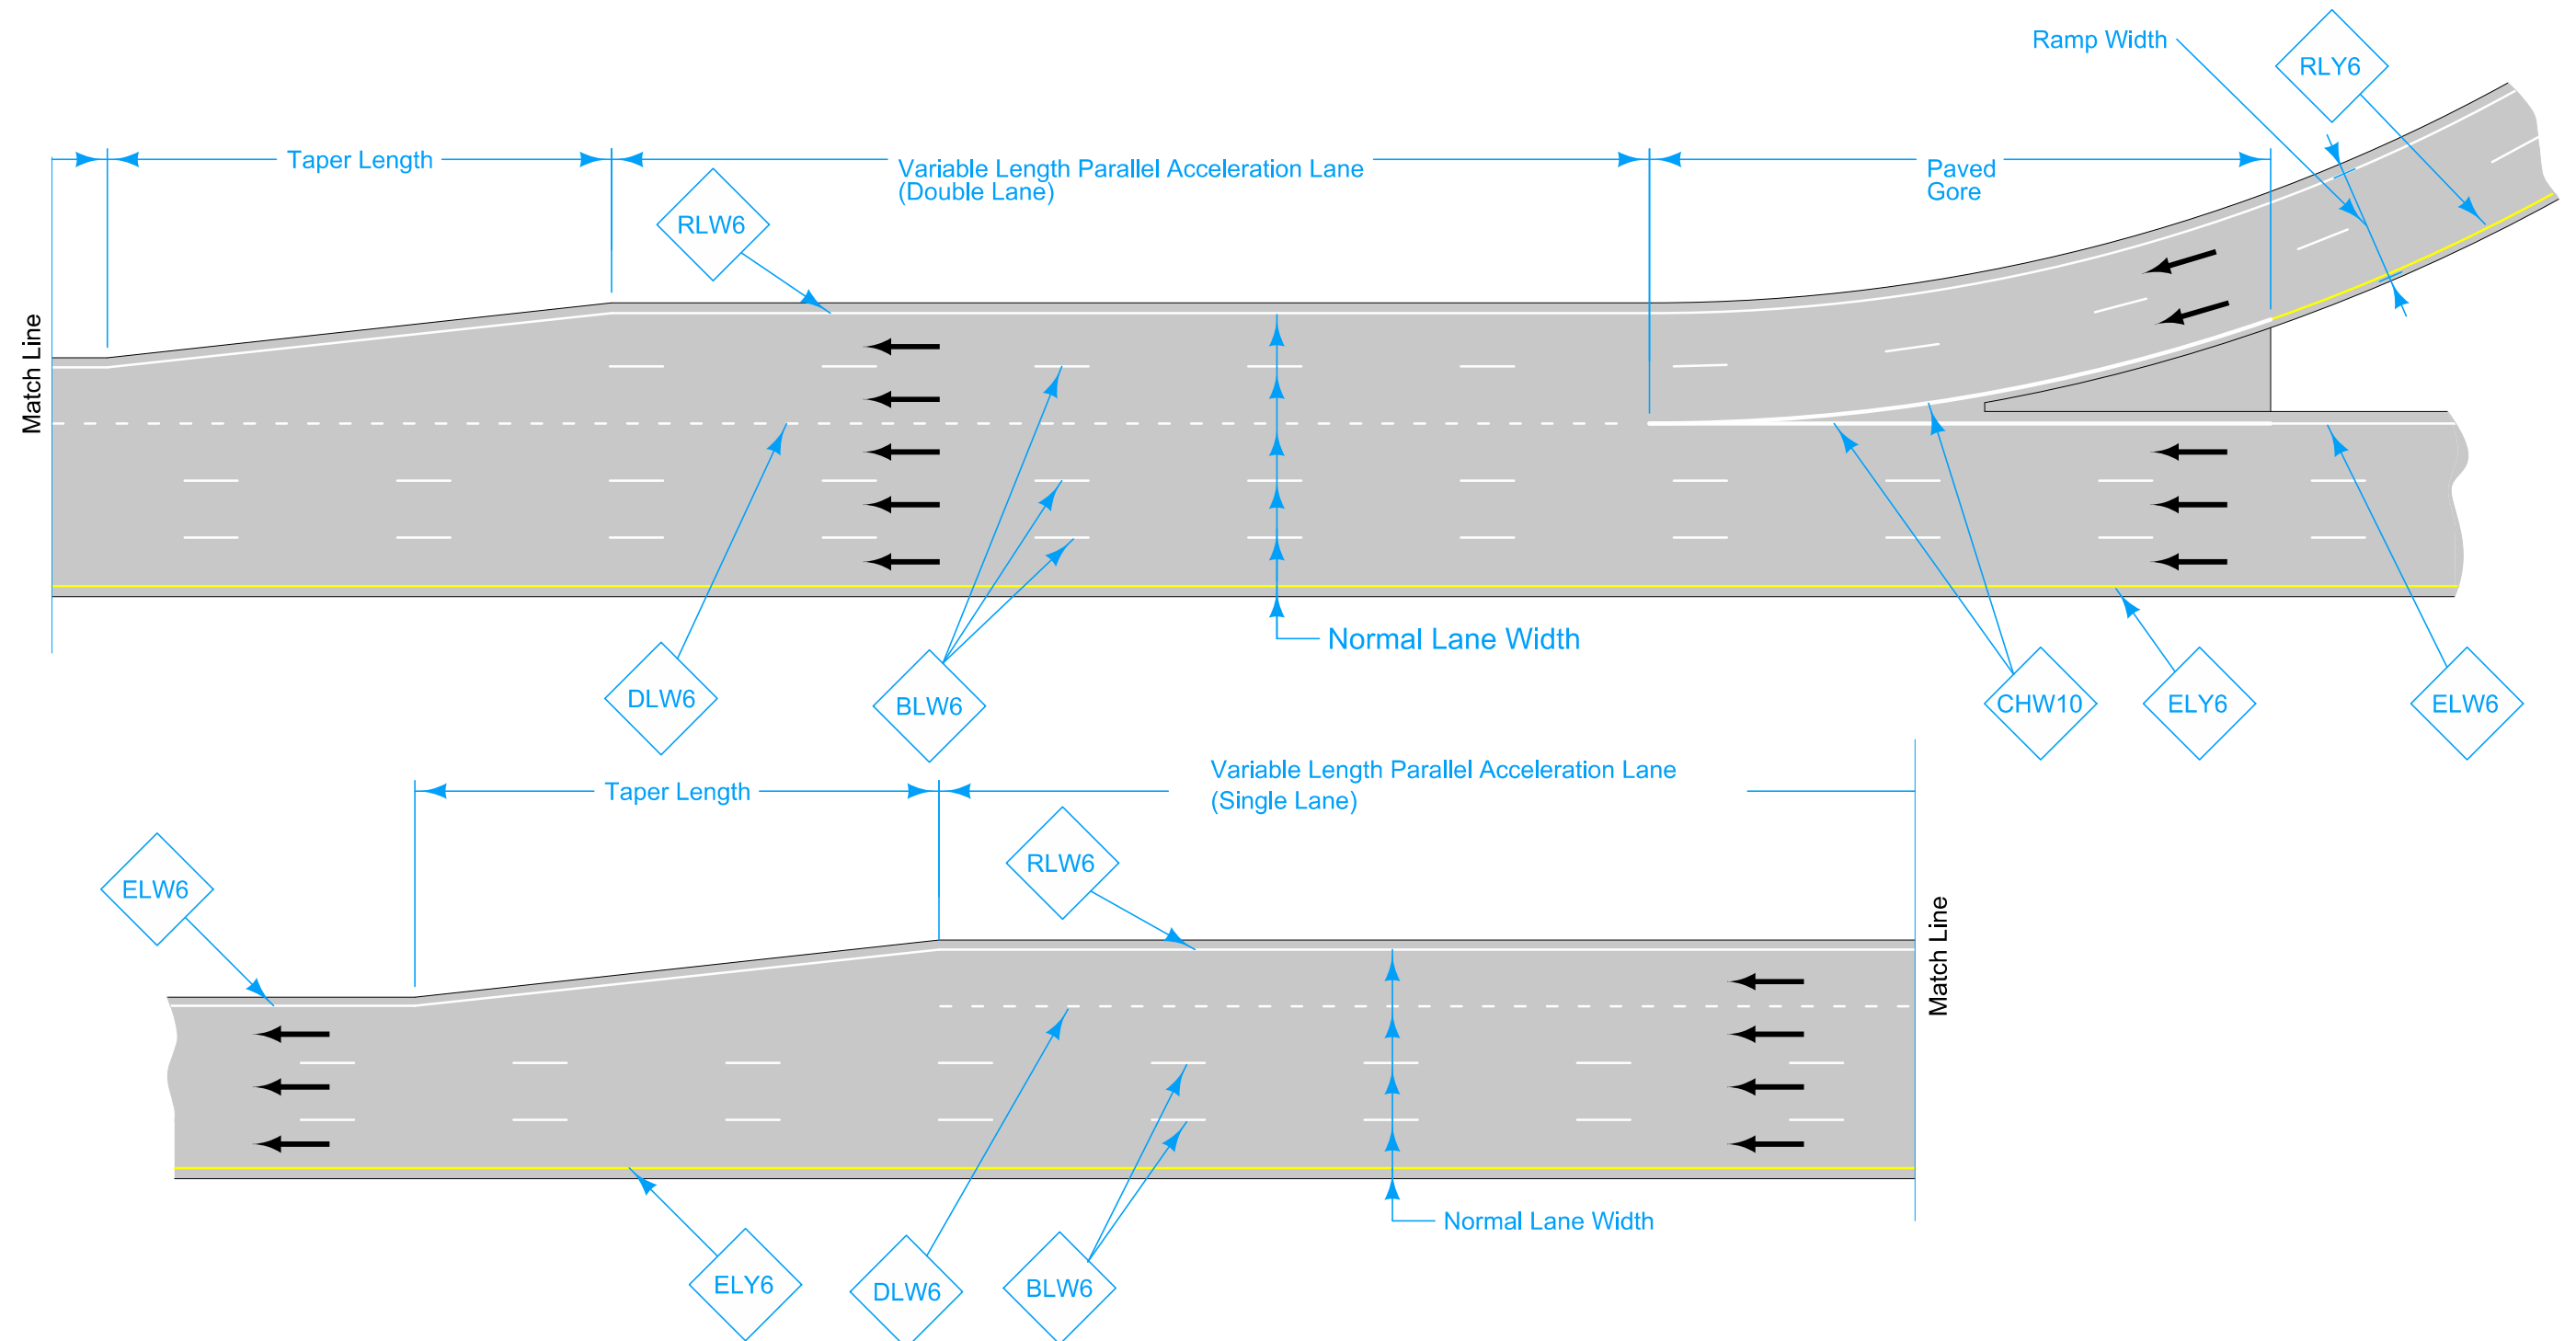 Ramp Width
RLY6
Taper Length
Variable Length Parallel Acceleration Lane
(Double Lane)
Paved
Gore
RLW6
Match Line
Normal Lane Width
DLW6
BLW6
CHW10
ELY6
ELW6
Taper Length
Variable Length Parallel Acceleration Lane
(Single Lane)
RLW6
ELW6
Match Line
Normal Lane Width
ELY6
DLW6
BLW6